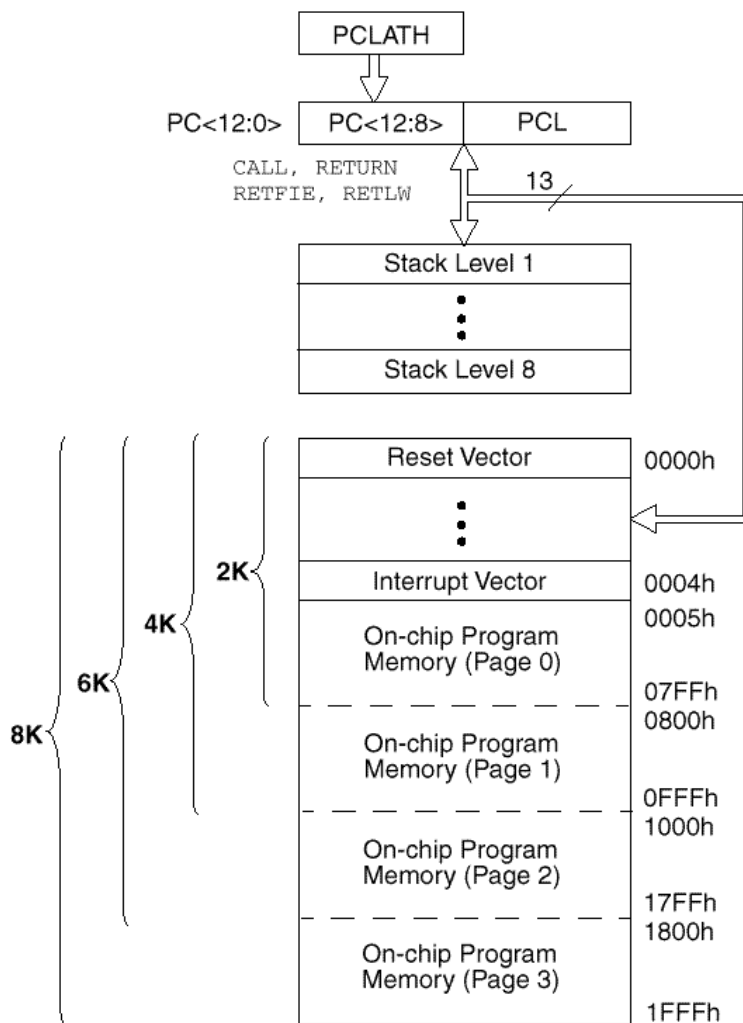 PCLATH
PC<12:0>
PC<12:8>
PCL
CALL, RETURN
RETFIE, RETLW
13
Stack Level 1
Stack Level 8
Reset Vector
0000h
2K
Interrupt Vector
0004h
0005h
4K
On-chip Program
Memory (Page 0)
6K
07FFh
0800h
8K
On-chip Program
Memory (Page 1)
0FFFh
1000h
On-chip Program
Memory (Page 2)
17FFh
1800h
On-chip Program
Memory (Page 3)
1FFFh